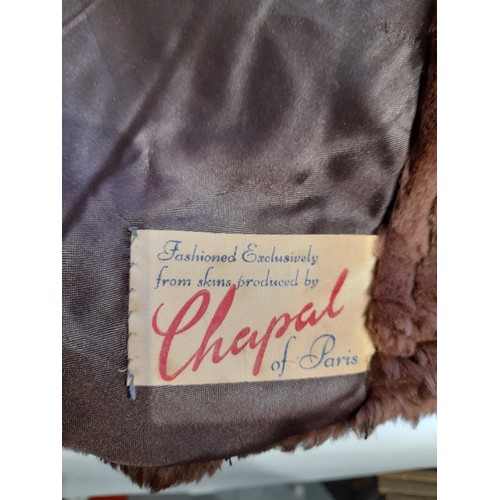 Fashioned Exclusively
from skins produced by
Chapal
of Paris